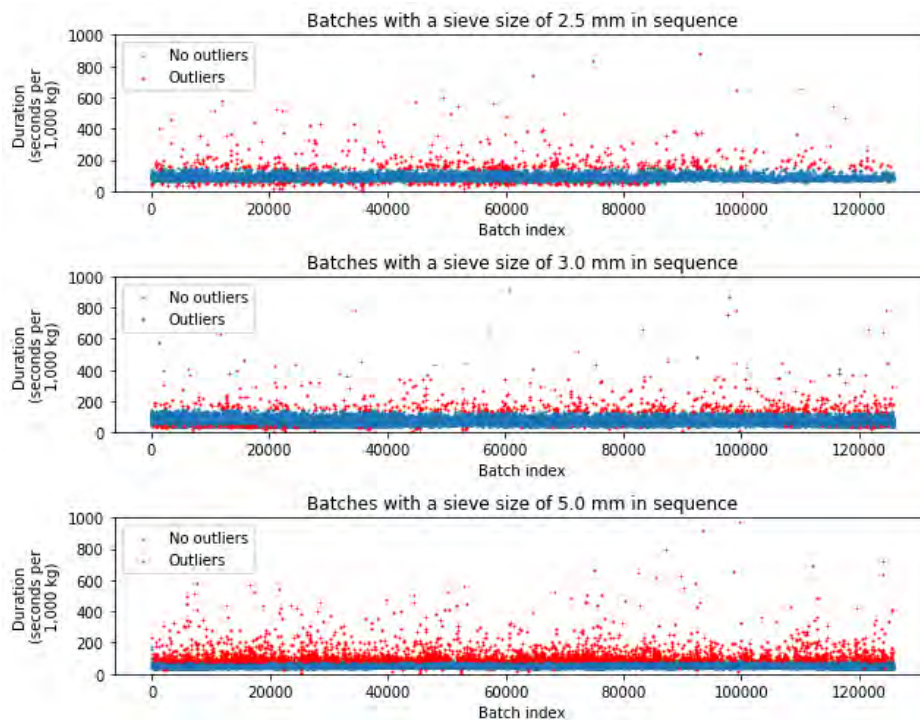 Batches with a sieve size of 2.5 mm in sequence
1000
800
600
400
200
0
Duration
(seconds per
1,000 kg)
No outliers
Outliers
0
20000
40000
60000
80000
100000
120000
Batch index
Batches with a sieve size of 3.0 mm in sequence
1000
800
600
400
200
0
Duration
(seconds per
1,000 kg)
No outliers
Outliers
0
20000
40000
60000
80000
100000
120000
Batch index
Batches with a sieve size of 5.0 mm in sequence
1000
800
600
400
200
0
Duration
(seconds per
1,000 kg)
No outliers
Outliers
0
20000
40000
60000
80000
100000
120000
Batch index